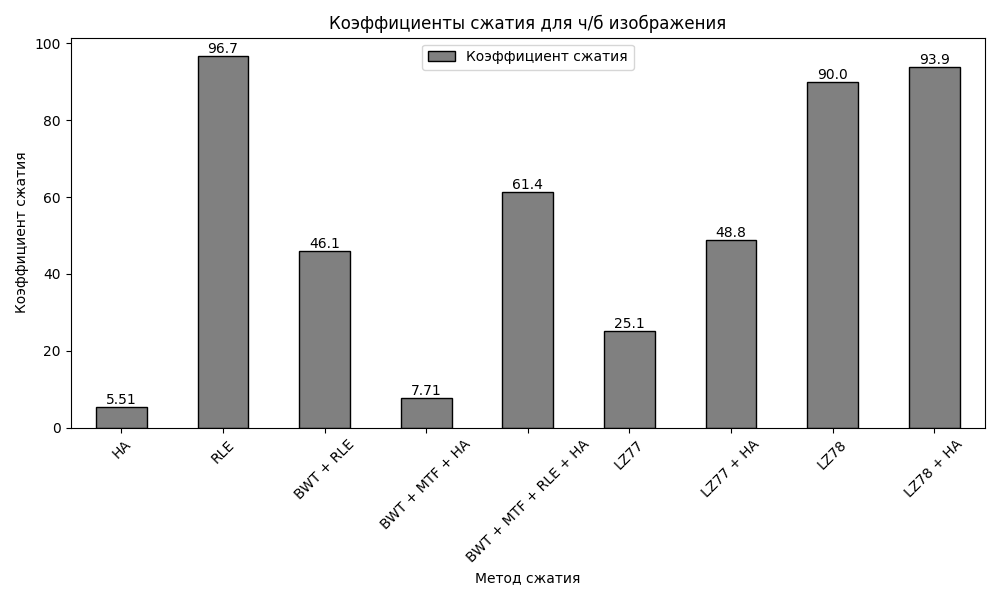 Коэффициенты сжатия для ч/б изображения
Коэффициент сжатия
Коэффициент сжатия
100
80
60
40
20
0
5.51
96.7
46.1
7.71
61.4
25.1
48.8
90.0
93.9
HA
RLE
BWT + RLE
BWT + MTF + HA
BWT + MTF + RLE + HA
LZ77
LZ77 + HA
LZ78
LZ78 + HA
Метод сжатия